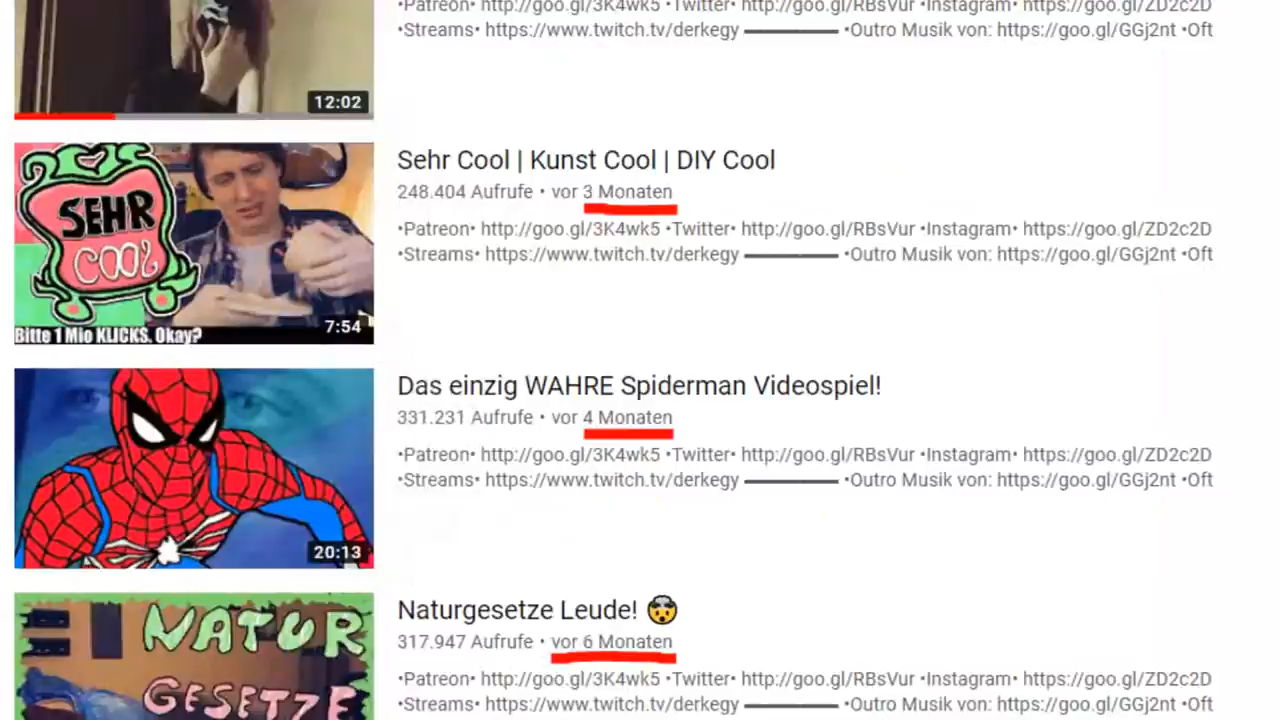 •Patreon• http://goo.gl/3K4wk5 •Twitter• http://goo.gl/RBsVur •Instagram• https://goo.gl/ZD2c2D
•Streams• https://www.twitch.tv/derkegy ▬▬▬▬▬▬ •Outro Musik von: https://goo.gl/GGj2nt •Oft
12:02
Sehr Cool | Kunst Cool | DIY Cool
248.404 Aufrufe • vor 3 Monaten
•Patreon• http://goo.gl/3K4wk5 •Twitter• http://goo.gl/RBsVur •Instagram• https://goo.gl/ZD2c2D
•Streams• https://www.twitch.tv/derkegy ▬▬▬▬▬▬ •Outro Musik von: https://goo.gl/GGj2nt •Oft
SEHR
COOL
7:54
Bitte 1 Mio KLICKS. Okay?
Das einzig WAHRE Spiderman Videospiel!
331.231 Aufrufe • vor 4 Monaten
•Patreon• http://goo.gl/3K4wk5 •Twitter• http://goo.gl/RBsVur •Instagram• https://goo.gl/ZD2c2D
•Streams• https://www.twitch.tv/derkegy ▬▬▬▬▬▬ •Outro Musik von: https://goo.gl/GGj2nt •Oft
20:13
Naturgesetze Leude! 🤯
317.947 Aufrufe • vor 6 Monaten
•Patreon• http://goo.gl/3K4wk5 •Twitter• http://goo.gl/RBsVur •Instagram• https://goo.gl/ZD2c2D
•Streams• https://www.twitch.tv/derkegy ▬▬▬▬▬▬ •Outro Musik von: https://goo.gl/GGj2nt •Oft
NATUR
GESETZE